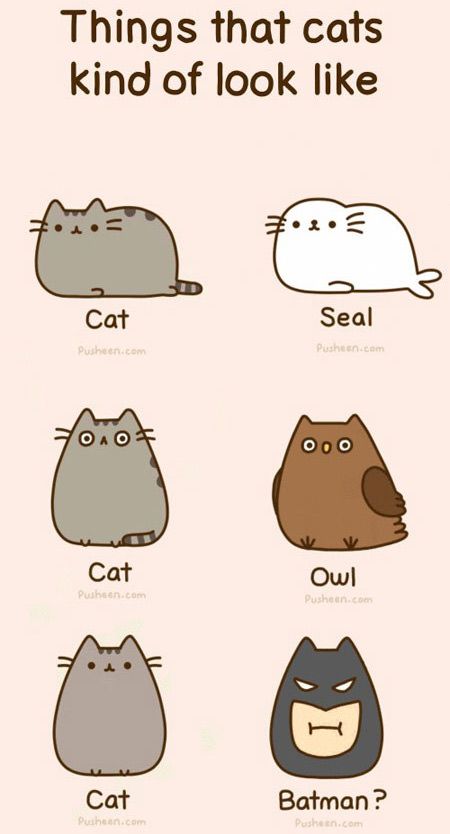 Things that cats
kind of look like
Cat
Pusheen.com
Seal
Pusheen.com
Cat
Pusheen.com
Owl
Pusheen.com
Cat
Pusheen.com
Batman?
Pusheen.com